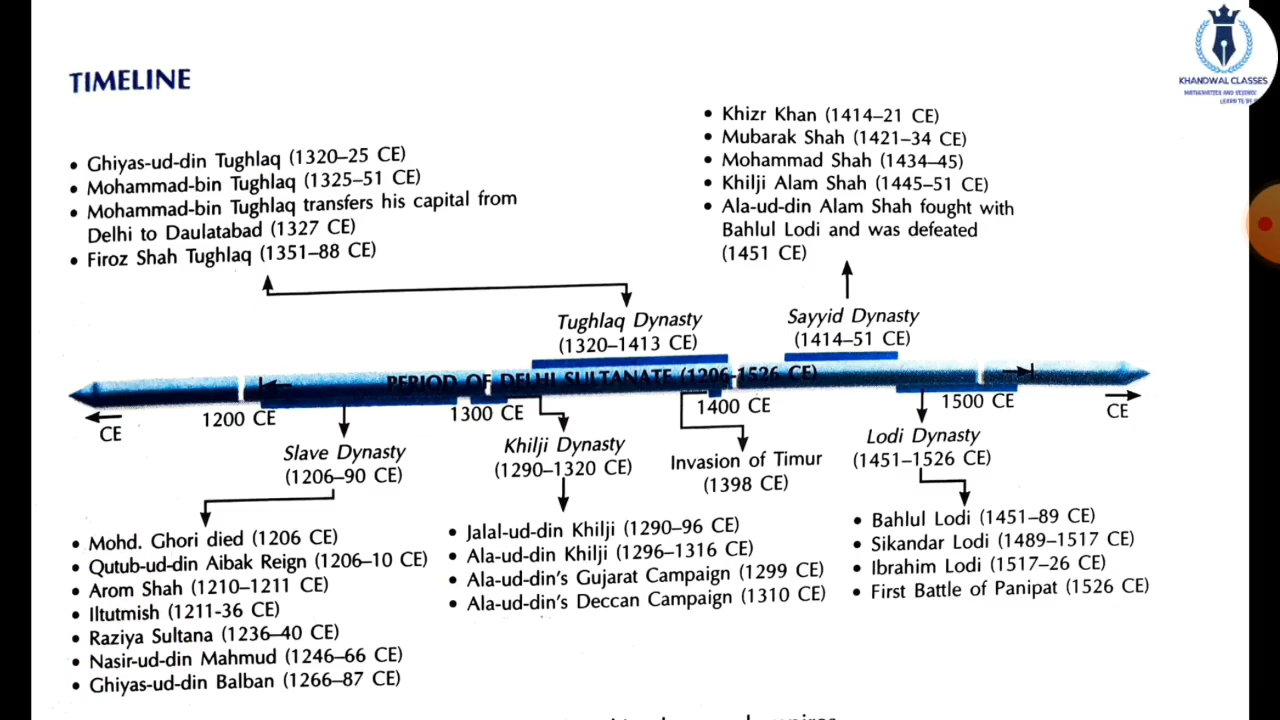 KHANDWAL CLASSES
MATHEMATICS AND SCIENCE
LEARN TO BE
TIMELINE
• Ghiyas-ud-din Tughlaq (1320–25 CE)
• Mohammad-bin Tughlaq (1325–51 CE)
• Mohammad-bin Tughlaq transfers his capital from
Delhi to Daulatabad (1327 CE)
• Firoz Shah Tughlaq (1351–88 CE)
• Khizr Khan (1414–21 CE)
• Mubarak Shah (1421–34 CE)
• Mohammad Shah (1434–45)
• Khilji Alam Shah (1445–51 CE)
• Ala-ud-din Alam Shah fought with
Bahlul Lodi and was defeated
(1451 CE)
Tughlaq Dynasty
(1320–1413 CE)
Sayyid Dynasty
(1414–51 CE)
PERIOD OF DELHI SULTANATE (1206-1526 CE)
CE
1200 CE
1300 CE
1400 CE
1500 CE
CE
Slave Dynasty
(1206–90 CE)
Khilji Dynasty
(1290–1320 CE)
Invasion of Timur
(1398 CE)
Lodi Dynasty
(1451–1526 CE)
• Mohd. Ghori died (1206 CE)
• Qutub-ud-din Aibak Reign (1206–10 CE)
• Arom Shah (1210–1211 CE)
• Iltutmish (1211-36 CE)
• Raziya Sultana (1236–40 CE)
• Nasir-ud-din Mahmud (1246–66 CE)
• Ghiyas-ud-din Balban (1266–87 CE)
• Jalal-ud-din Khilji (1290–96 CE)
• Ala-ud-din Khilji (1296–1316 CE)
• Ala-ud-din's Gujarat Campaign (1299 CE)
• Ala-ud-din's Deccan Campaign (1310 CE)
• Bahlul Lodi (1451–89 CE)
• Sikandar Lodi (1489–1517 CE)
• Ibrahim Lodi (1517–26 CE)
• First Battle of Panipat (1526 CE)